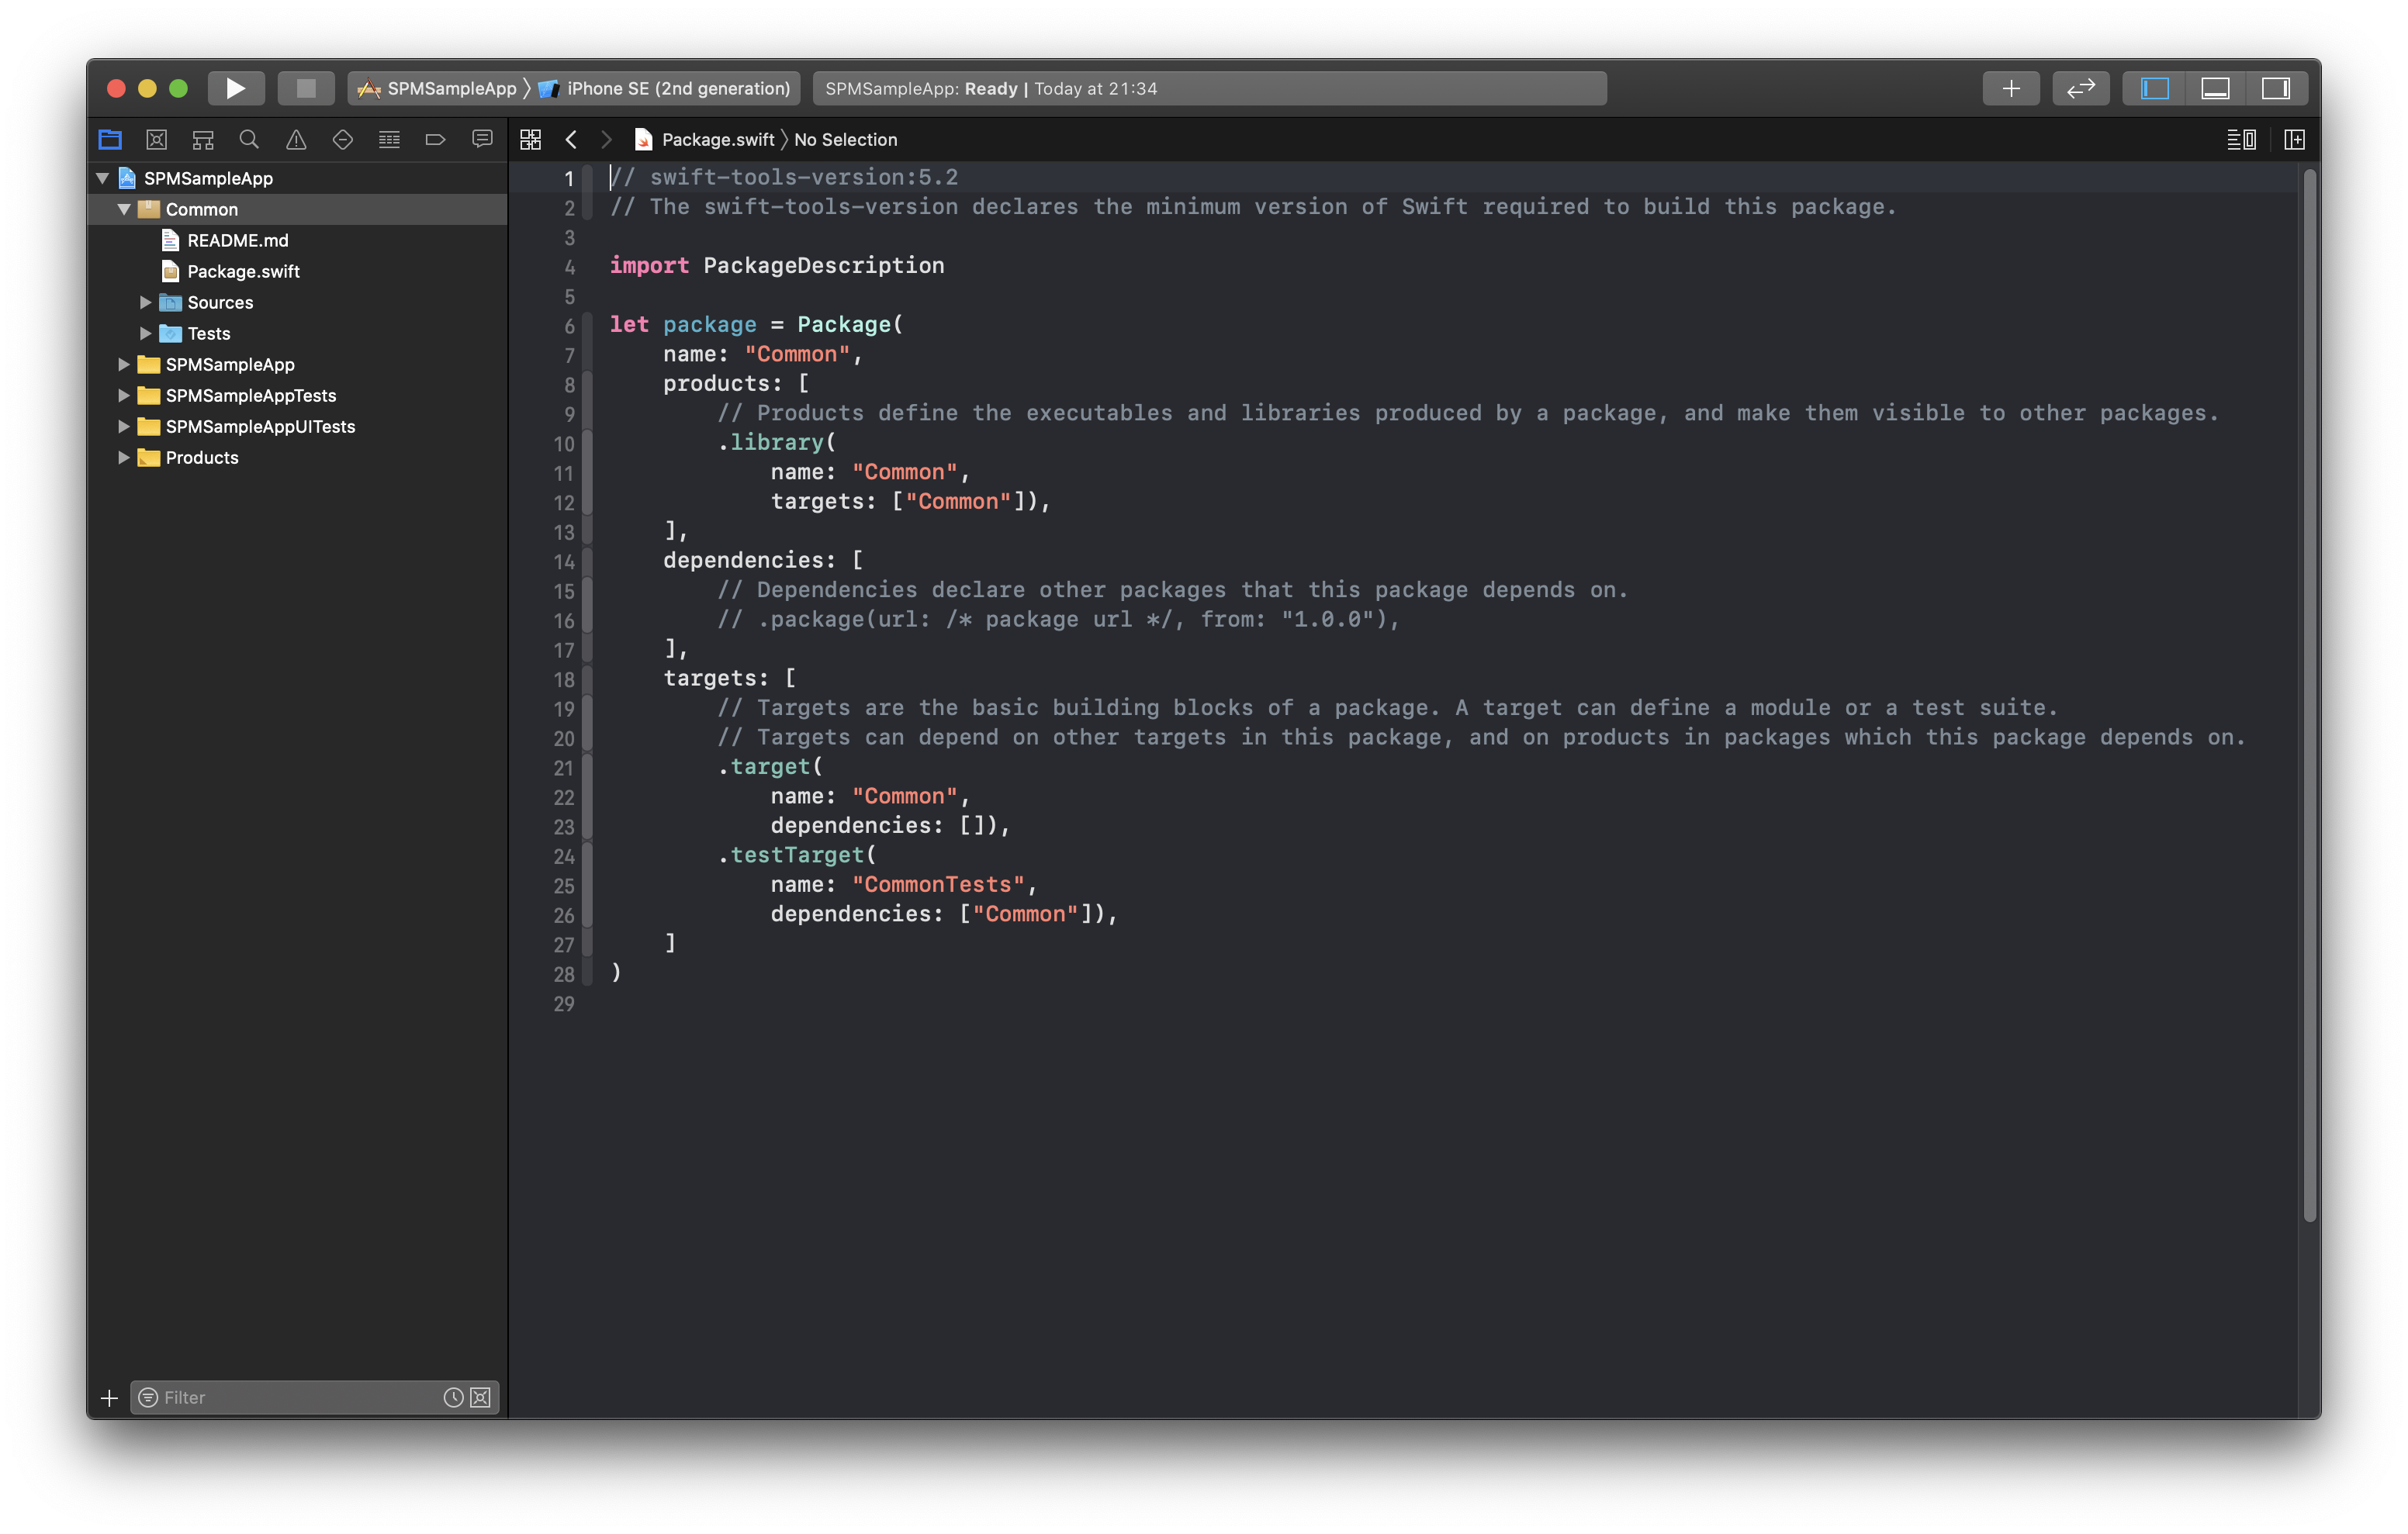 SPMSampleApp 〉 iPhone SE (2nd generation)
SPMSampleApp: Ready | Today at 21:34
Package.swift 〉 No Selection
SPMSampleApp
Common
README.md
Package.swift
Sources
Tests
SPMSampleApp
SPMSampleAppTests
SPMSampleAppUITests
Products
Filter
1 // swift-tools-version:5.2
2 // The swift-tools-version declares the minimum version of Swift required to build this package.
3
4 import PackageDescription
5
6 let package = Package(
7     name: "Common",
8     products: [
9         // Products define the executables and libraries produced by a package, and make them visible to other packages.
10         .library(
11             name: "Common",
12             targets: ["Common"]),
13     ],
14     dependencies: [
15         // Dependencies declare other packages that this package depends on.
16         // .package(url: /* package url */, from: "1.0.0"),
17     ],
18     targets: [
19         // Targets are the basic building blocks of a package. A target can define a module or a test suite.
20         // Targets can depend on other targets in this package, and on products in packages which this package depends on.
21         .target(
22             name: "Common",
23             dependencies: []),
24         .testTarget(
25             name: "CommonTests",
26             dependencies: ["Common"]),
27     ]
28 )
29